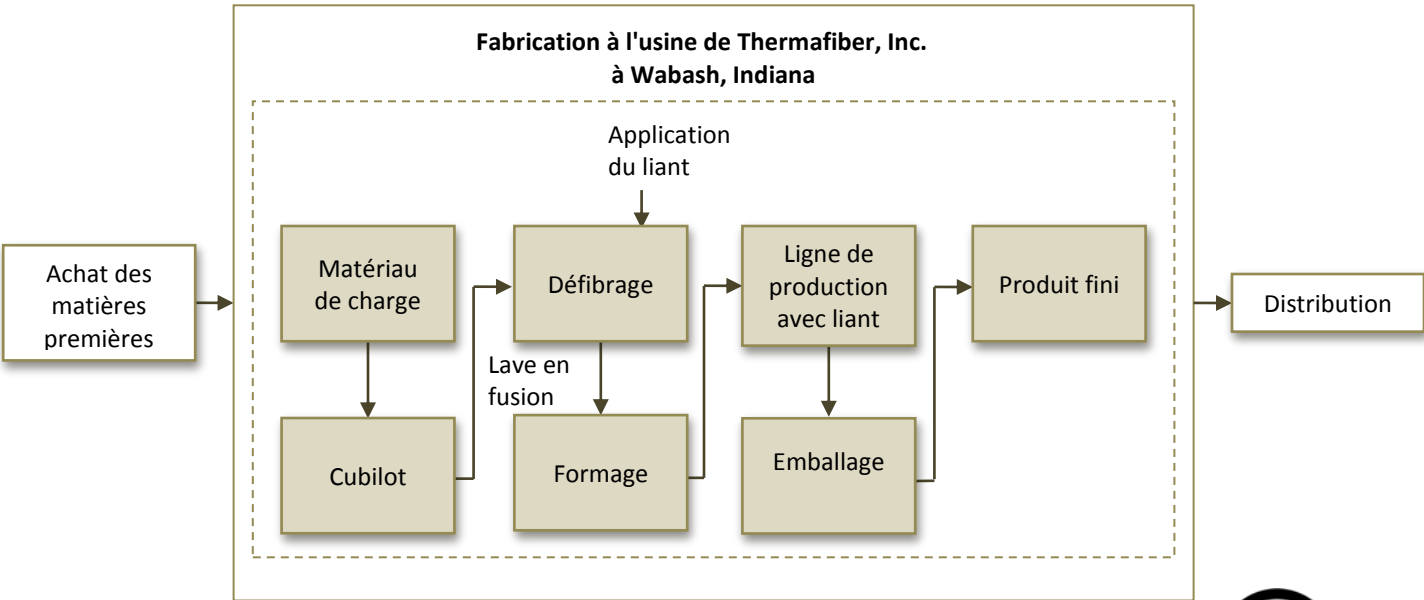 Fabrication à l'usine de Thermafiber, Inc.
à Wabash, Indiana
Application
du liant
Achat des
matières
premières
Matériau
de charge
Défibrage
Ligne de
production
avec liant
Produit fini
Distribution
Lave en
fusion
Cubilot
Formage
Emballage